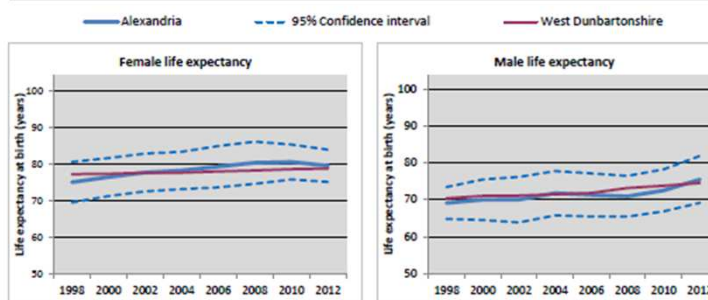 Alexandria 95% Confidence interval West Dunbartonshire
Female life expectancy
Life expectancy at birth (years)
100
90
80
70
60
50
1998 2000 2002 2004 2006 2008 2010 2012
Male life expectancy
Life expectancy at birth (years)
100
90
80
70
60
50
1998 2000 2002 2004 2006 2008 2010 2012